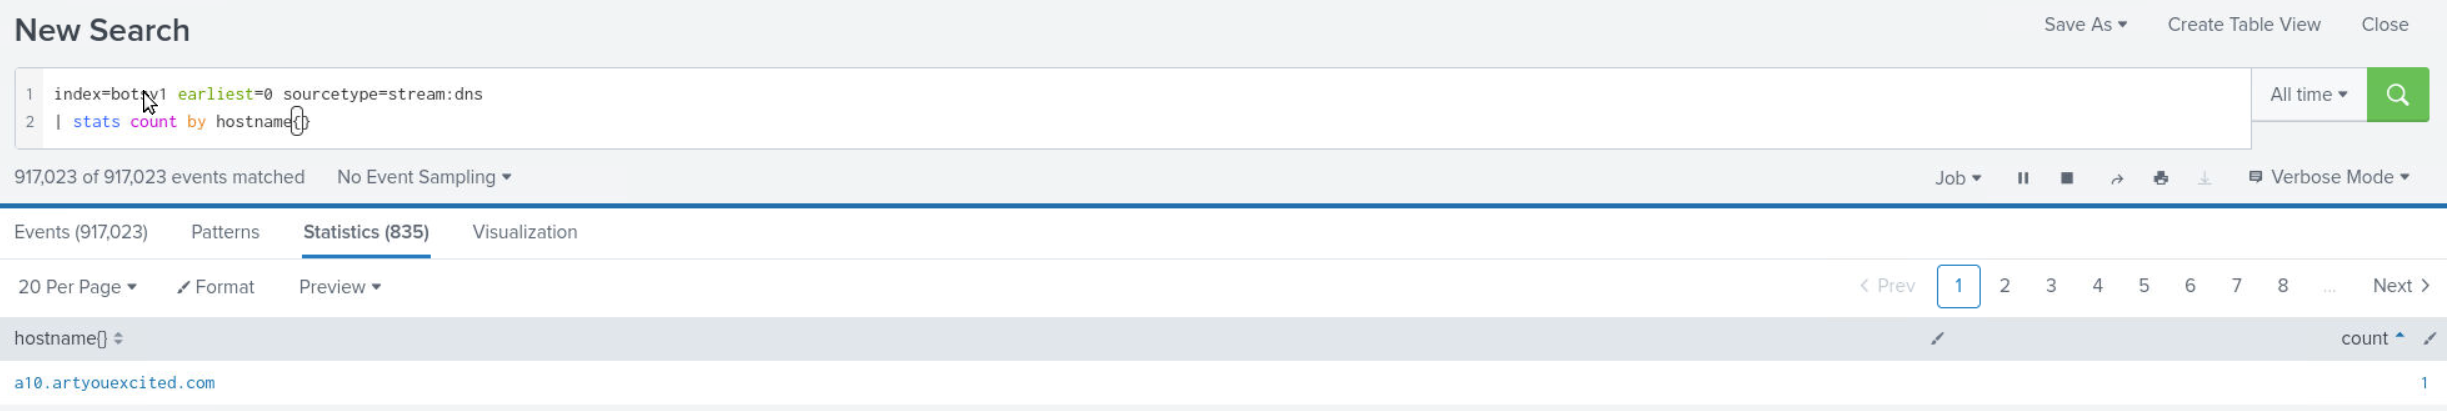 New Search
Save As Create Table View Close
1 index=botsv1 earliest=0 sourcetype=stream:dns
2 | stats count by hostname{}
All time
917,023 of 917,023 events matched No Event Sampling Job Verbose Mode
Events (917,023) Patterns Statistics (835) Visualization
20 Per Page Format Preview < Prev 1 2 3 4 5 6 7 8 ... Next >
hostname{} count
a10.artyouexcited.com 1